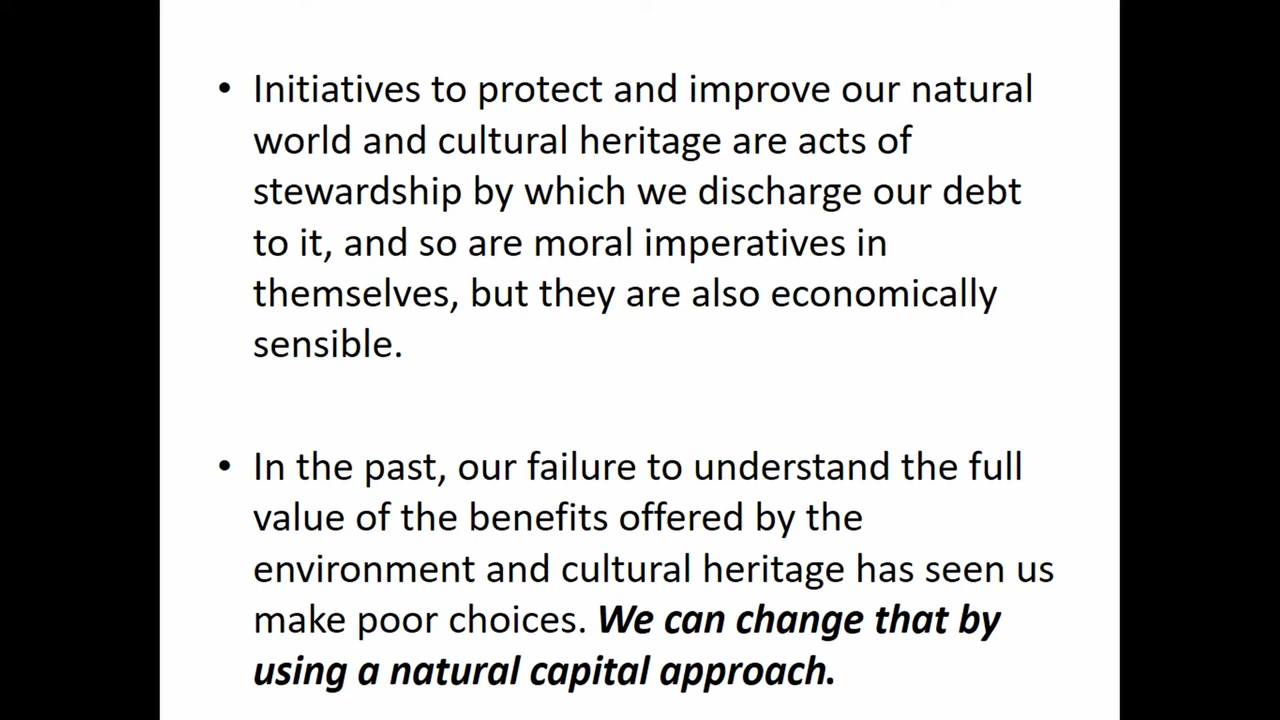 • Initiatives to protect and improve our natural
world and cultural heritage are acts of
stewardship by which we discharge our debt
to it, and so are moral imperatives in
themselves, but they are also economically
sensible.
• In the past, our failure to understand the full
value of the benefits offered by the
environment and cultural heritage has seen us
make poor choices. We can change that by
using a natural capital approach.